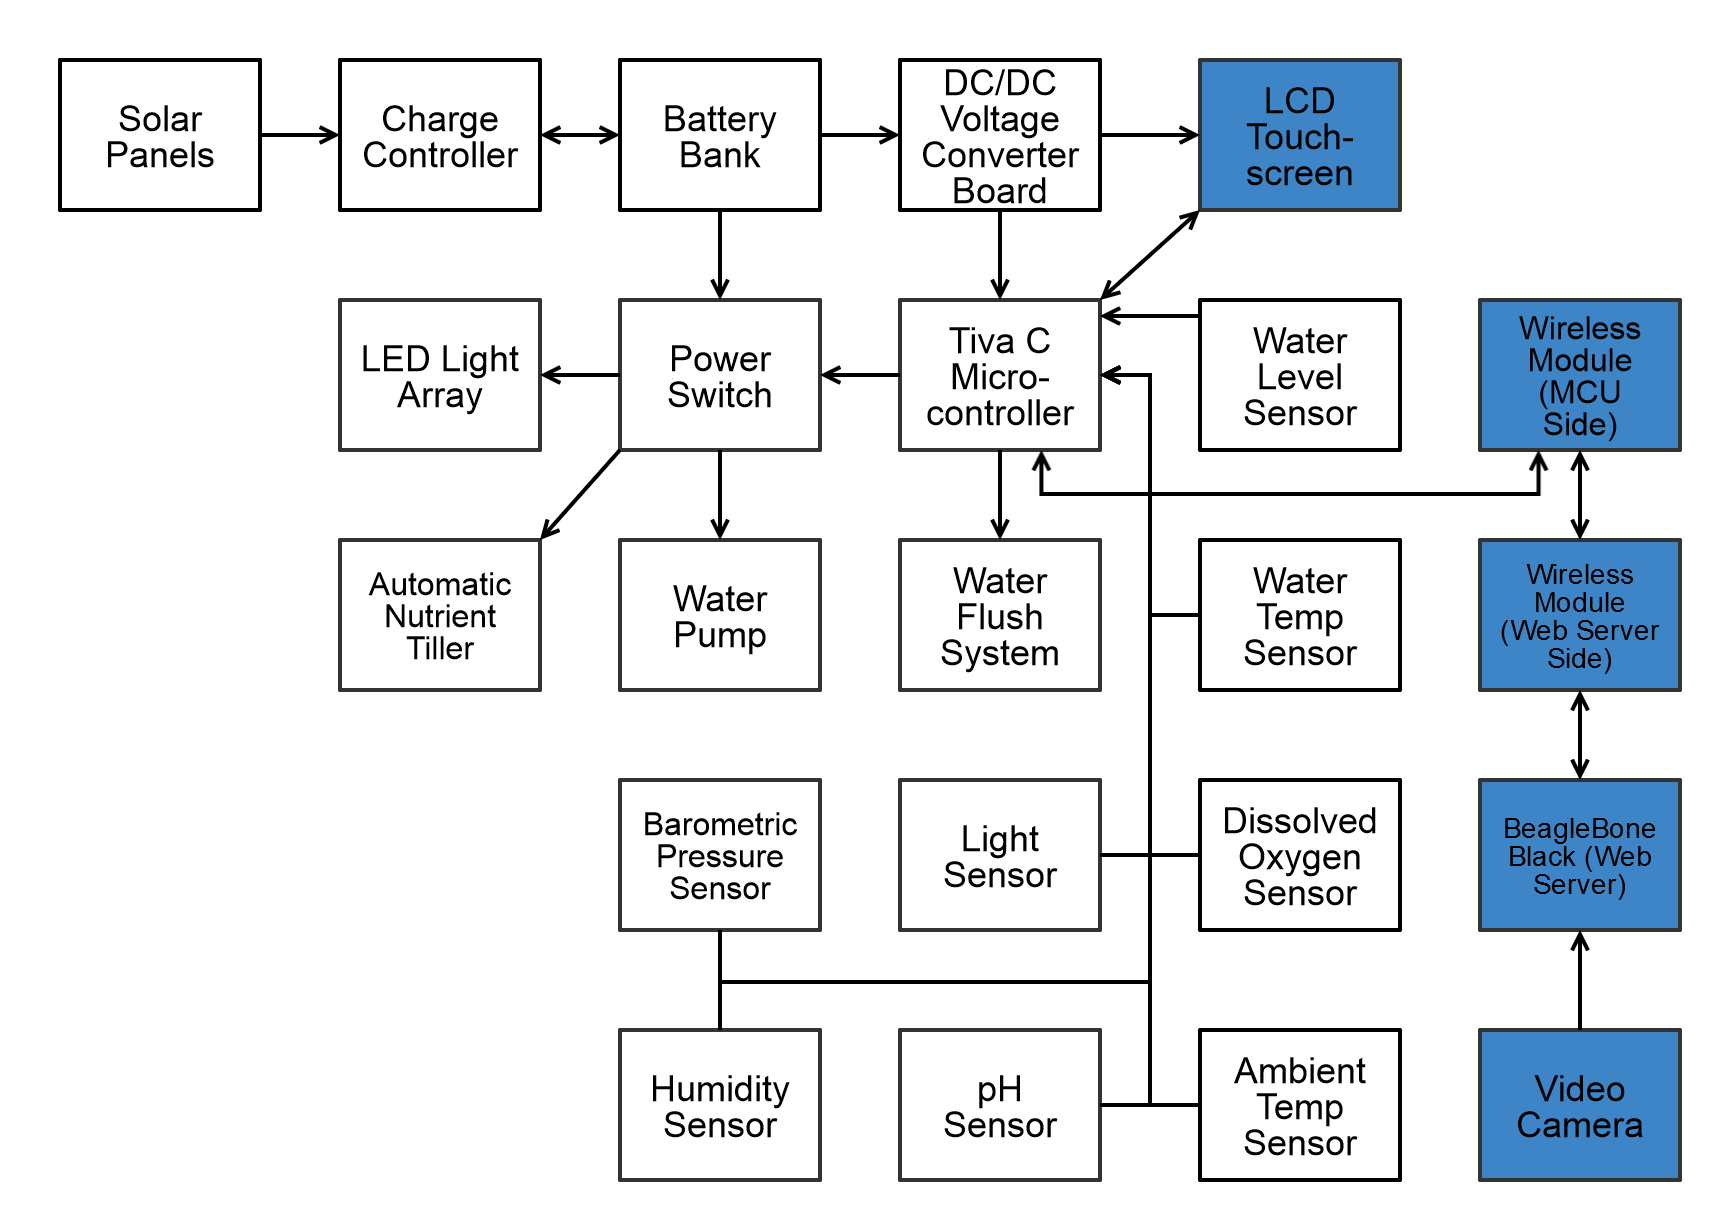 Solar
Panels
Charge
Controller
Battery
Bank
DC/DC
Voltage
Converter
Board
LCD
Touch-
screen
LED Light
Array
Power
Switch
Tiva C
Micro-
controller
Water
Level
Sensor
Wireless
Module
(MCU
Side)
Automatic
Nutrient
Tiller
Water
Pump
Water
Flush
System
Water
Temp
Sensor
Wireless
Module
(Web Server
Side)
Barometric
Pressure
Sensor
Light
Sensor
Dissolved
Oxygen
Sensor
BeagleBone
Black (Web
Server)
Humidity
Sensor
pH
Sensor
Ambient
Temp
Sensor
Video
Camera